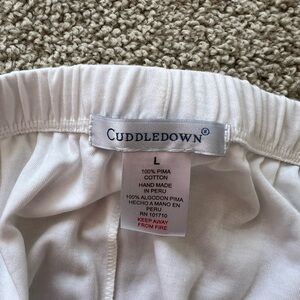 CUDDLEDOWN®
L
100% PIMA
COTTON
HAND MADE
IN PERU
100% ALGODON PIMA
HECHO A MANO EN
PERU
RN 101710
KEEP AWAY
FROM FIRE